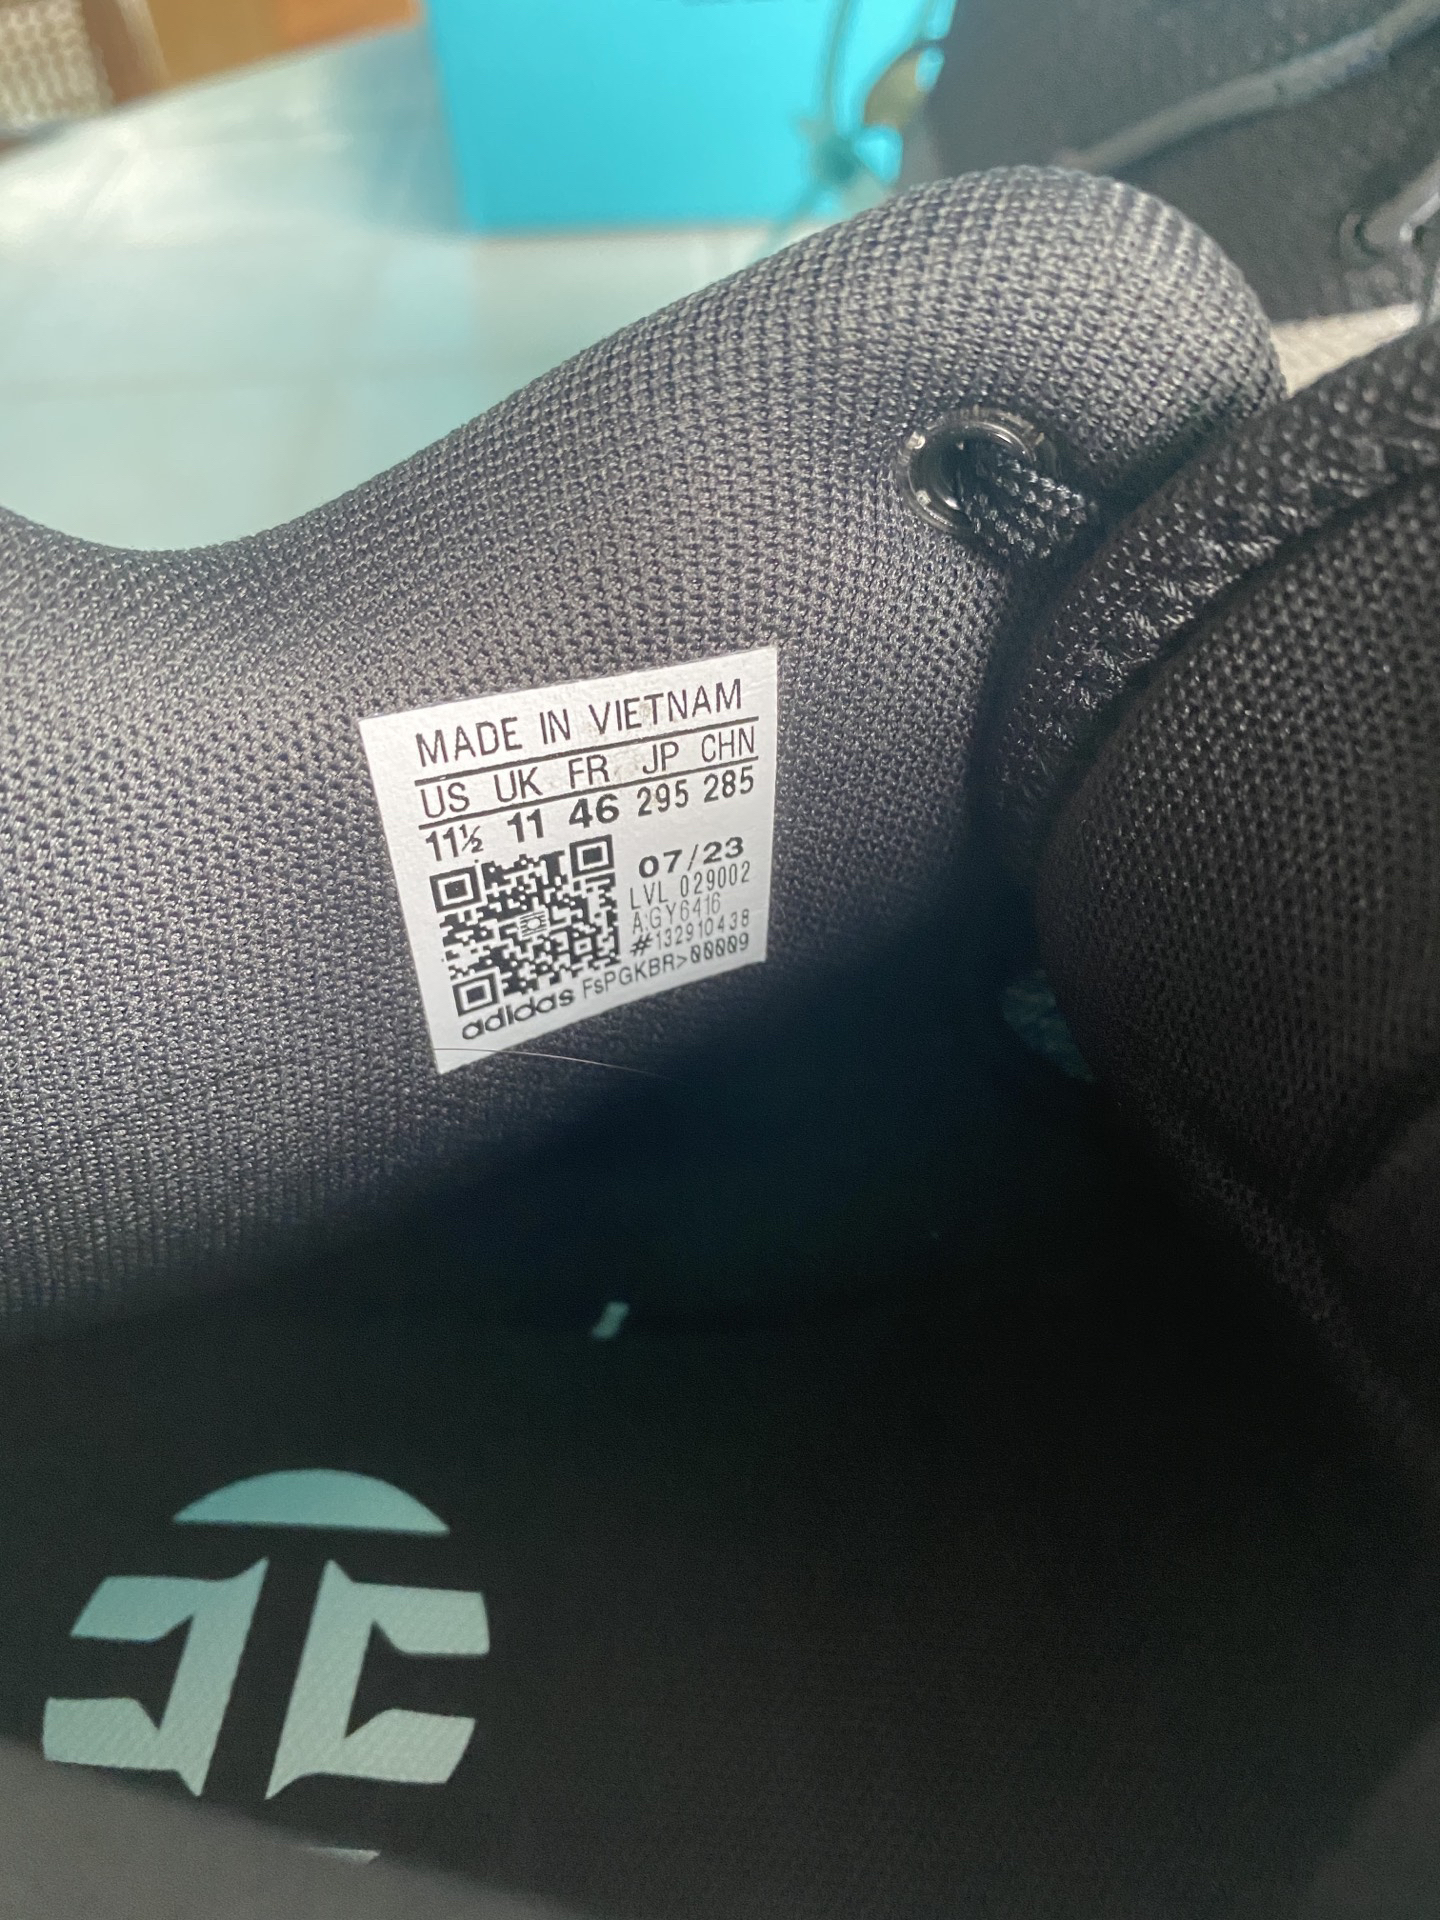 MADE IN VIETNAM
US UK FR JP CHN
11½ 11 46 295 285
07/23
LVL 029002
A:GY6416
#132910438
adidas FsPGKBR>00009